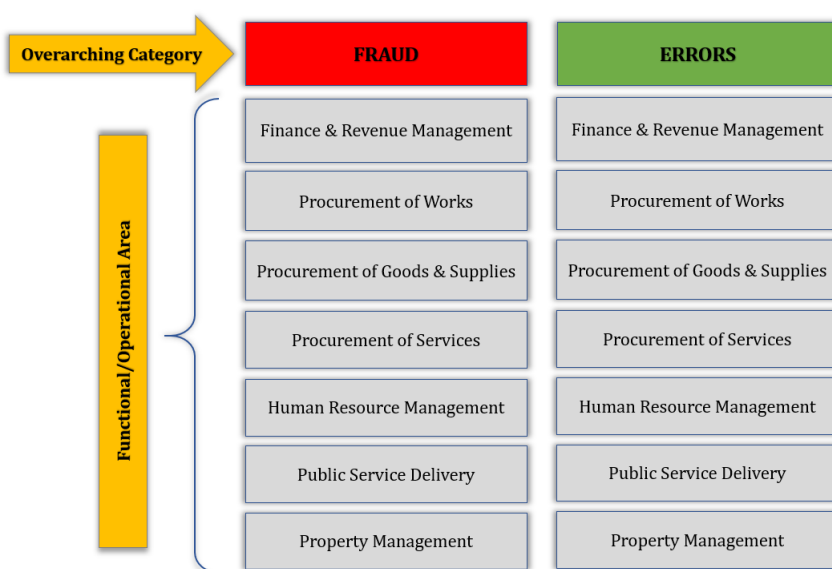 Overarching Category
FRAUD
ERRORS
Functional/Operational Area
Finance & Revenue Management
Finance & Revenue Management
Procurement of Works
Procurement of Works
Procurement of Goods & Supplies
Procurement of Goods & Supplies
Procurement of Services
Procurement of Services
Human Resource Management
Human Resource Management
Public Service Delivery
Public Service Delivery
Property Management
Property Management